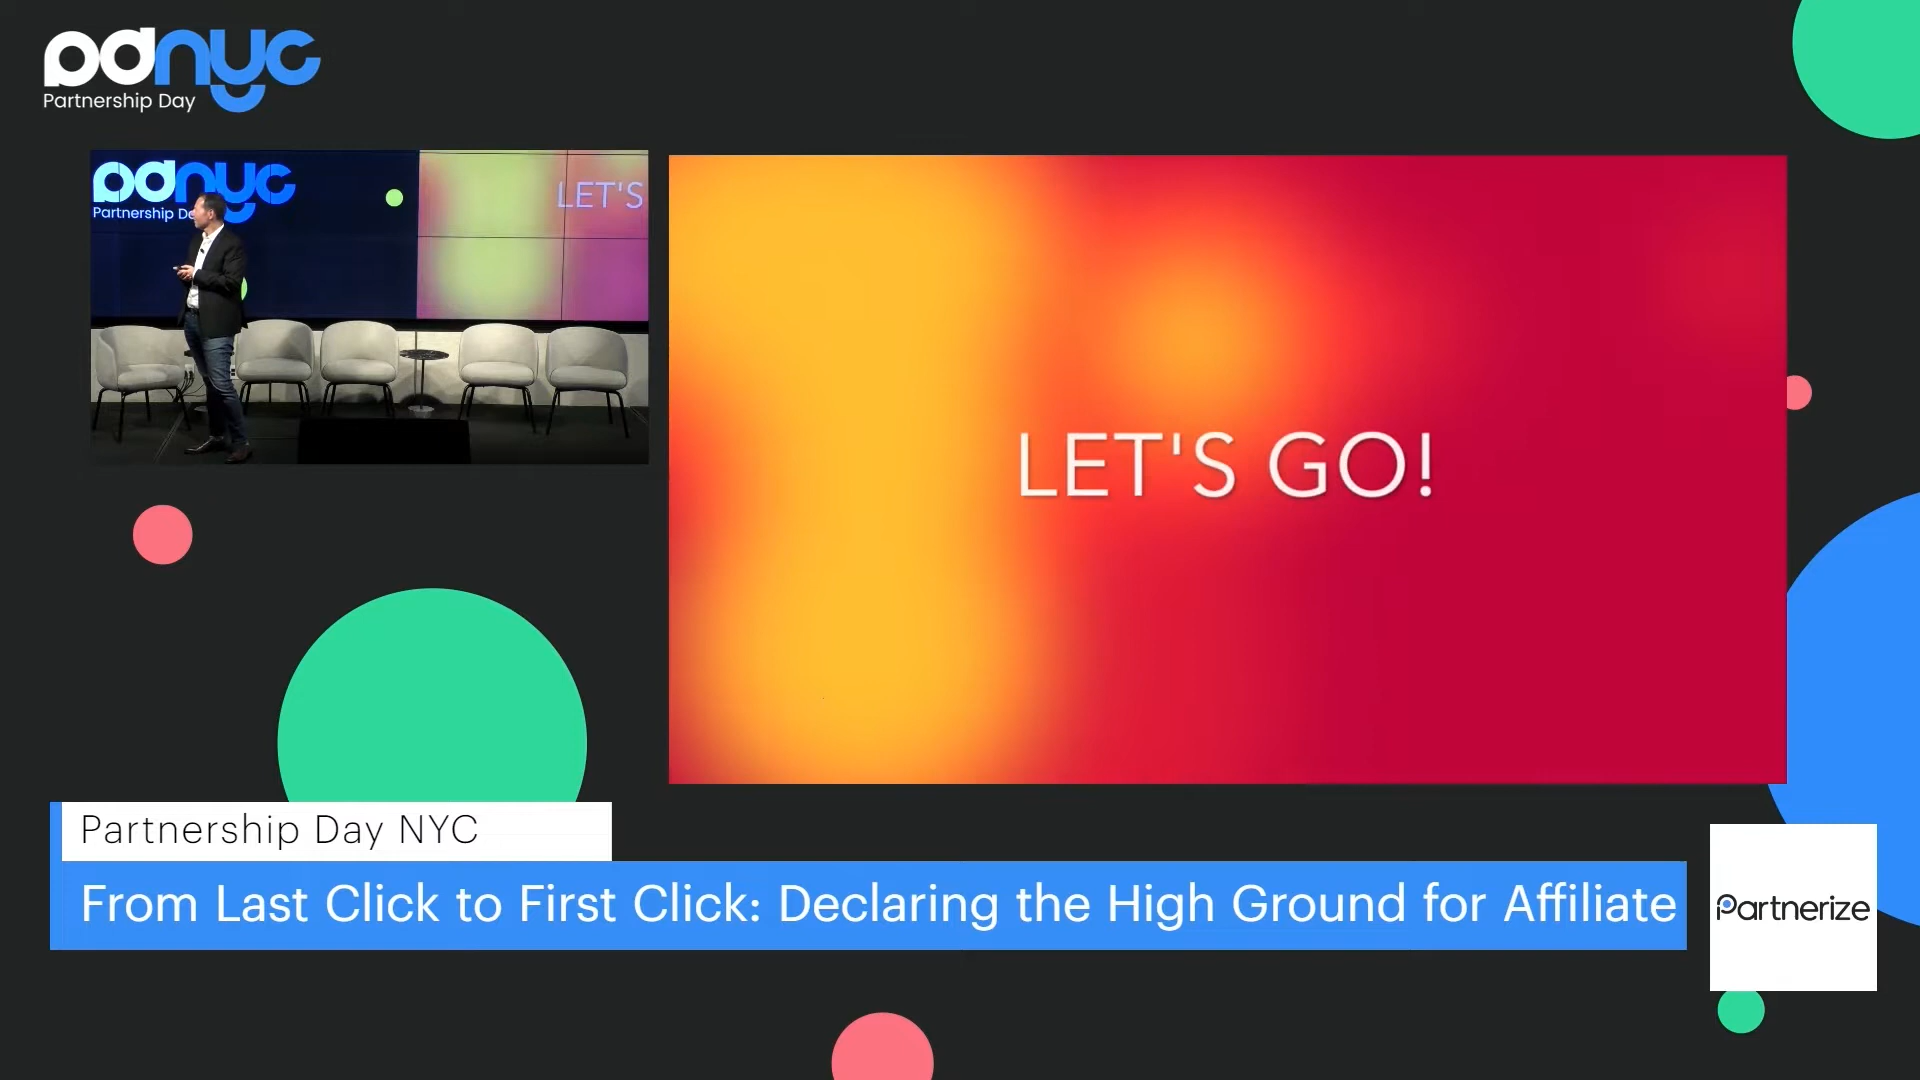 pdnyc
Partnership Day
pdnyc
Partnership Da
LET'S
LET'S GO!
Partnership Day NYC
From Last Click to First Click: Declaring the High Ground for Affiliate
Partnerize